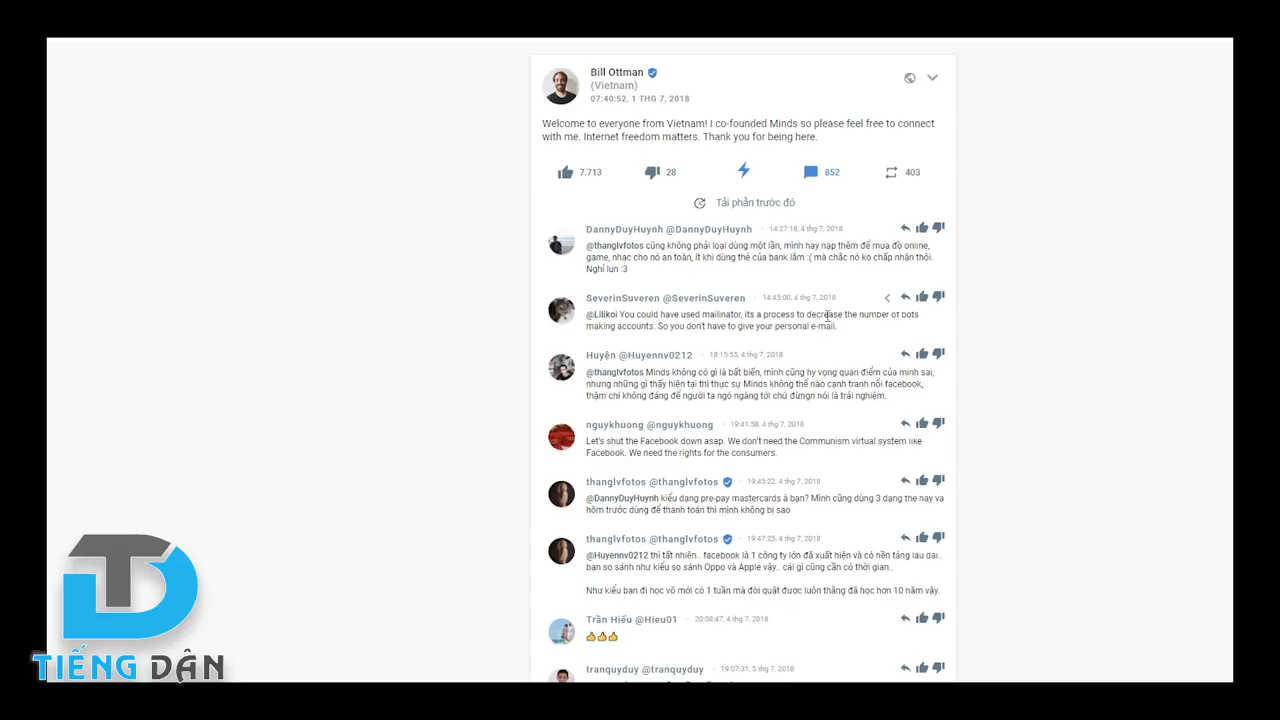 Bill Ottman
(Vietnam)
07:40:52, 1 THG 7, 2018
Welcome to everyone from Vietnam! I co-founded Minds so please feel free to connect
with me. Internet freedom matters. Thank you for being here.
7.713 28 852 403
Tải phần trước đó
DannyDuyHuynh @DannyDuyHuynh · 14:27:18, 4 thg 7, 2018
@thanglvfotos cũng không phải loại dùng một lần, mình hay nạp thêm để mua đồ online,
game, nhạc cho nó an toàn, ít khi dùng thẻ của bank lắm :( mà chắc nó ko chấp nhận thôi.
Nghỉ lun :3
SeverinSuveren @SeverinSuveren · 14:45:00, 4 thg 7, 2018
@Lilikoi You could have used mailinator, its a process to decrease the number of bots
making accounts. So you don't have to give your personal e-mail.
Huyện @Huyennv0212 · 18:15:55, 4 thg 7, 2018
@thanglvfotos Minds không có gì là bất biến, mình cũng hy vọng quan điểm của minh sai,
nhưng những gì thấy hiện tại thì thực sự Minds không thể nào cạnh tranh nổi facebook,
thậm chí không đáng để người ta ngó ngàng tới chứ đừngn nói là trải nghiệm.
nguykhuong @nguykhuong · 19:41:58, 4 thg 7, 2018
Let's shut the Facebook down asap. We don't need the Communism virtual system like
Facebook. We need the rights for the consumers.
thanglvfotos @thanglvfotos · 19:45:22, 4 thg 7, 2018
@DannyDuyHuynh kiểu dạng pre-pay mastercards à bạn? Mình cũng dùng 3 dạng the nay va
hôm trước dùng để thanh toán thì mình không bị sao
thanglvfotos @thanglvfotos · 19:47:25, 4 thg 7, 2018
@Huyennv0212 thì tất nhiên.. facebook là 1 công ty lớn đã xuất hiện và có nền tảng lâu dài..
bạn so sánh như kiểu so sánh Oppo và Apple vậy.. cái gì cũng cần có thời gian..
Như kiểu bạn đi học võ mới có 1 tuần mà đòi quật được luôn thằng đã học hơn 10 năm vậy.
Trần Hiếu @Hieu01 · 20:08:47, 4 thg 7, 2018
👍👍👍
tranquyduy @tranquyduy · 19:07:31, 5 thg 7, 2018
TD
TIẾNG DÂN